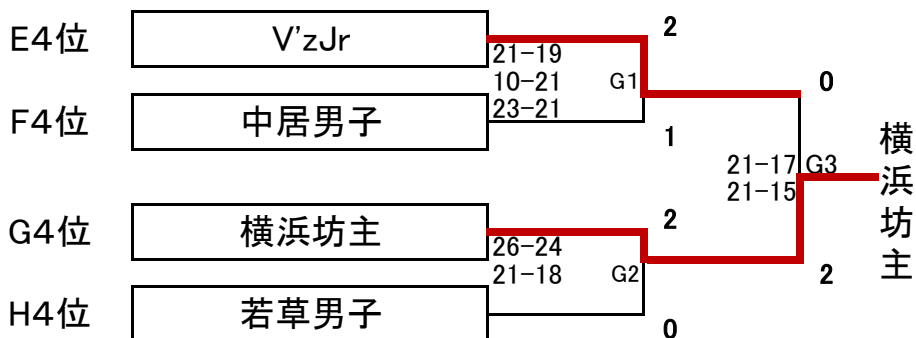 E4位
V'zJr
2
21-19
10-21
23-21
G1
0
F4位
中居男子
1
21-17
21-15
G3
横浜坊主
G4位
横浜坊主
2
26-24
21-18
G2
2
H4位
若草男子
0